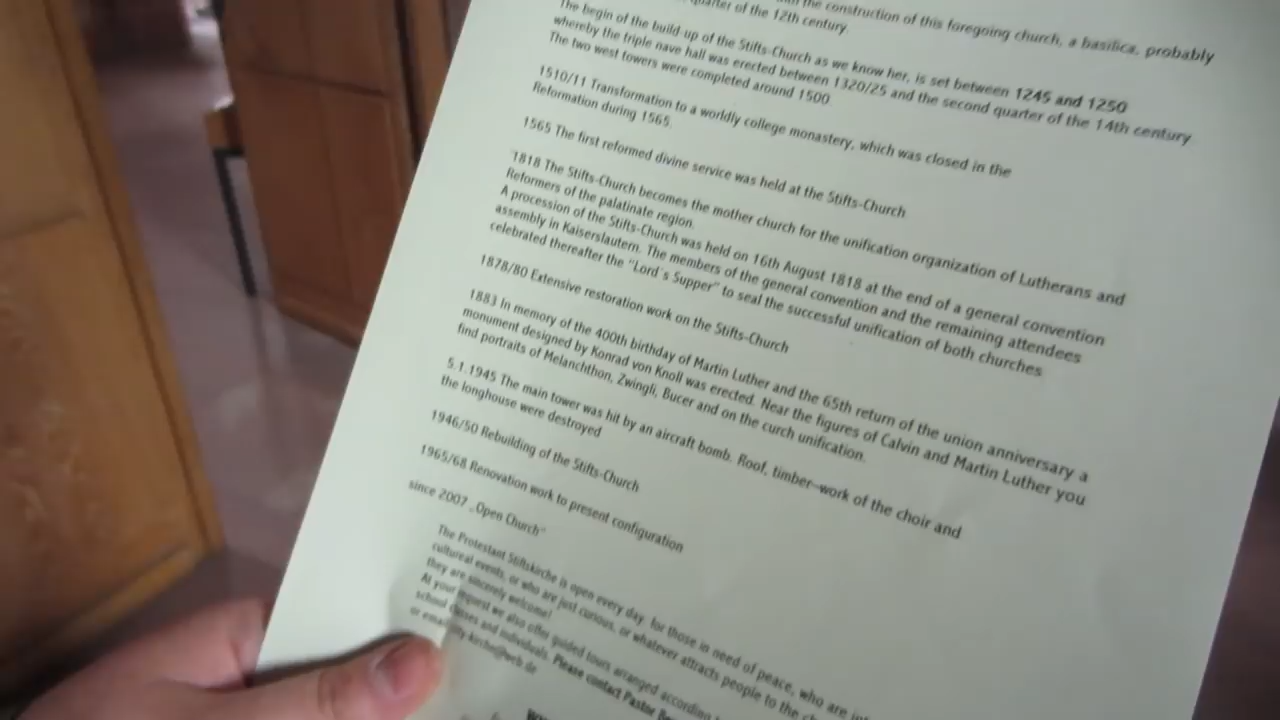 the construction of this foregoing church, a basilica, probably
quarter of the 12th century.
The begin of the build-up of the Stifts-Church as we know her, is set between 1245 and 1250
whereby the triple nave hall was erected between 1320/25 and the second quarter of the 14th century.
The two west towers were completed around 1500
1510/11 Transformation to a worldly college monastery, which was closed in the
Reformation during 1565.
1565 The first reformed divine service was held at the Stifts-Church
1818 The Stifts-Church becomes the mother church for the unification organization of Lutherans and
Reformers of the palatinate region.
A procession of the Stifts-Church was held on 16th August 1818 at the end of a general convention
assembly in Kaiserslautern. The members of the general convention and the remaining attendees
celebrated thereafter the "Lord´s Supper" to seal the successful unification of both churches
1878/80 Extensive restoration work on the Stifts-Church
1883 In memory of the 400th birthday of Martin Luther and the 65th return of the union anniversary a
monument designed by Konrad von Knoll was erected. Near the figures of Calvin and Martin Luther you
find portraits of Melanchthon, Zwingli, Bucer and on the curch unification.
5.1.1945 The main tower was hit by an aircraft bomb. Roof, timber-work of the choir and
the longhouse were destroyed
1946/50 Rebuilding of the Stifts-Church
1965/68 Renovation work to present configuration
since 2007 „Open Church"
The Protestant Stiftskirche is open every day. for those in need of peace, who are
cultureal events, or who are just curious, or whatever attracts people to the
they are sincerely welcome!
At your request we also offer guided tours arranged according
school classes and individuals. Please contact Pastor
or email